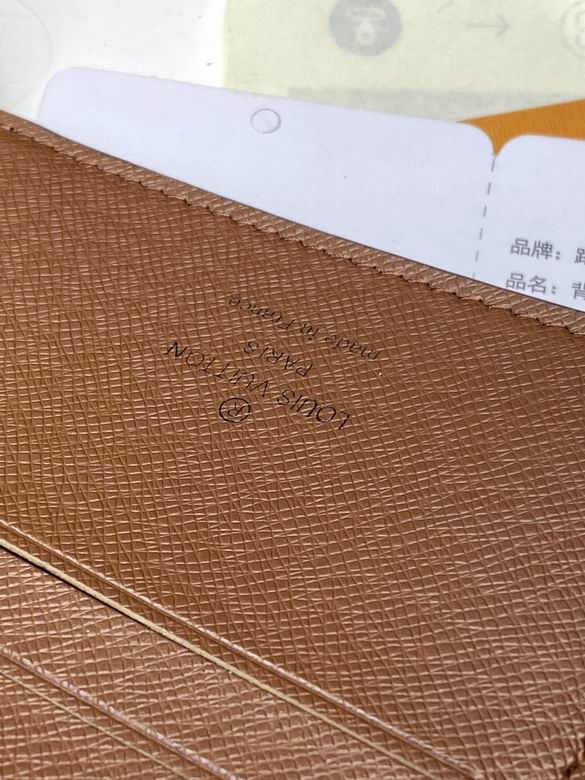 ®
LOUIS VUITTON
PARIS
made in France
品牌：
品名：